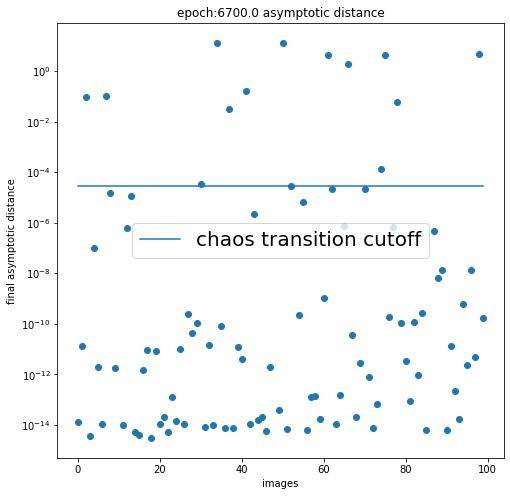 epoch:6700.0 asymptotic distance
final asymptotic distance
10^0
10^-2
10^-4
10^-6
10^-8
10^-10
10^-12
10^-14
chaos transition cutoff
0 20 40 60 80 100
images